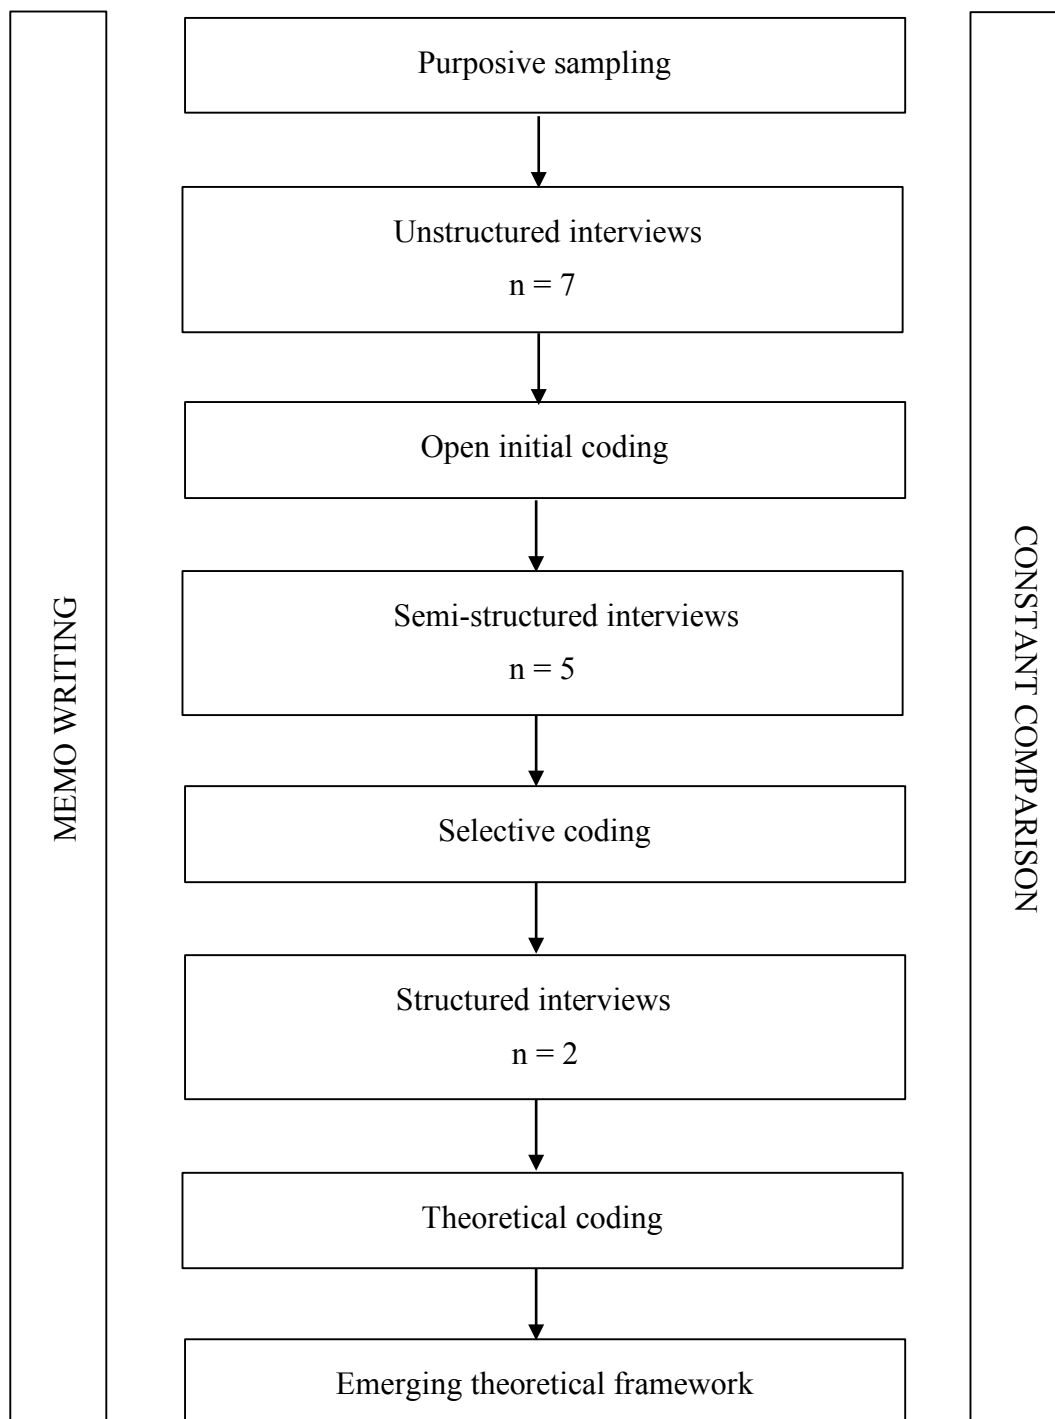 Purposive sampling
Unstructured interviews
n = 7
Open initial coding
Semi-structured interviews
n = 5
Selective coding
Structured interviews
n = 2
Theoretical coding
Emerging theoretical framework
MEMO WRITING
CONSTANT COMPARISON